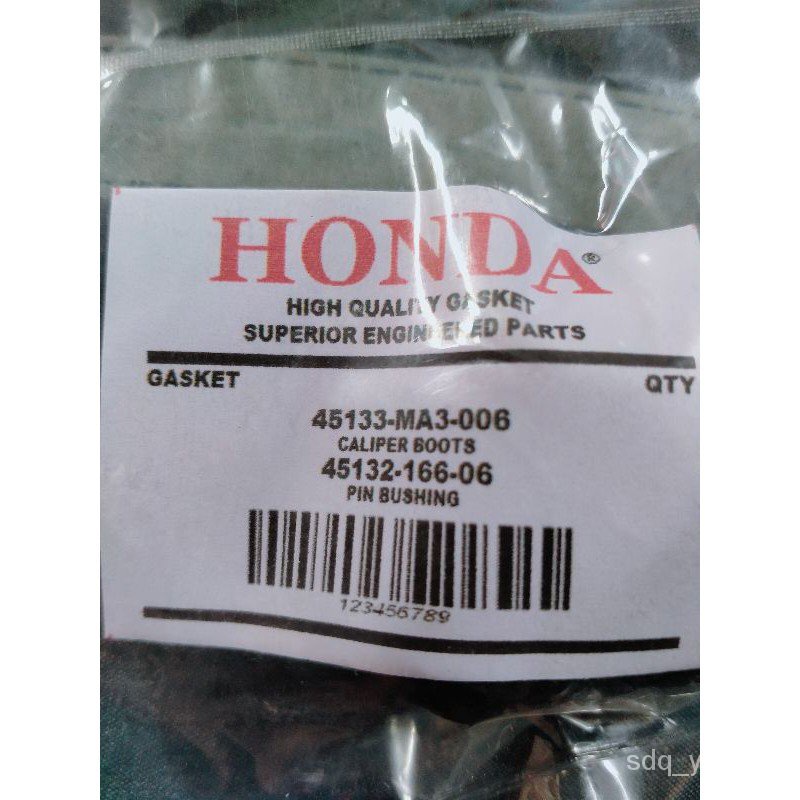 HONDA®
HIGH QUALITY GASKET
SUPERIOR ENGINEERED PARTS
GASKET QTY
45133-MA3-006
CALIPER BOOTS
45132-166-06
PIN BUSHING
123456789
sdq_y